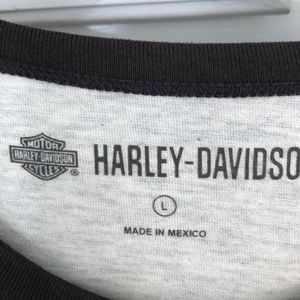 MOTOR
HARLEY-DAVIDSON
CYCLES ®
HARLEY-DAVIDSO
L
MADE IN MEXICO